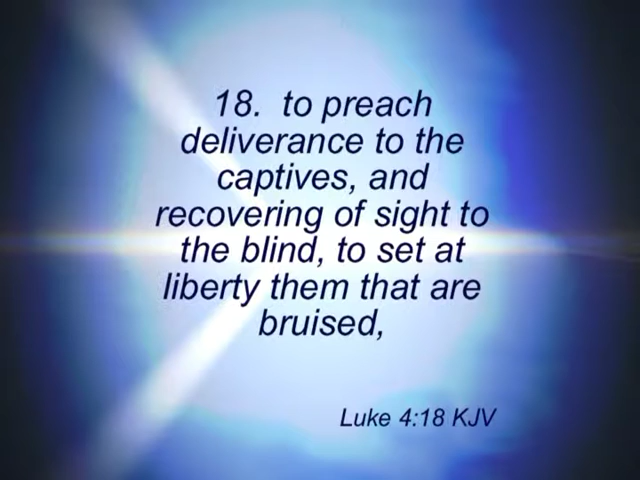 18. to preach
deliverance to the
captives, and
recovering of sight to
the blind, to set at
liberty them that are
bruised,
Luke 4:18 KJV